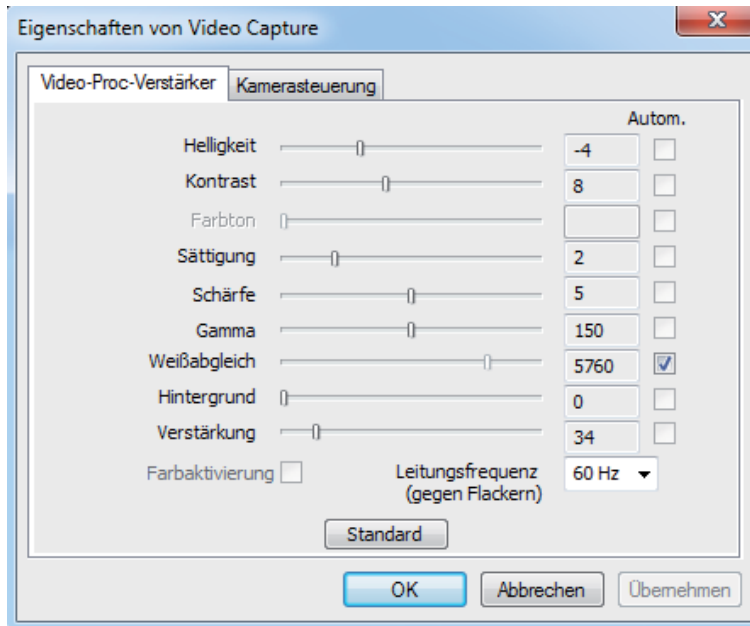 Eigenschaften von Video Capture
Video-Proc-Verstärker Kamerasteuerung
Autom.
Helligkeit -4
Kontrast 8
Farbton
Sättigung 2
Schärfe 5
Gamma 150
Weißabgleich 5760
Hintergrund 0
Verstärkung 34
Farbaktivierung Leitungsfrequenz 60 Hz
(gegen Flackern)
Standard
OK Abbrechen Übernehmen